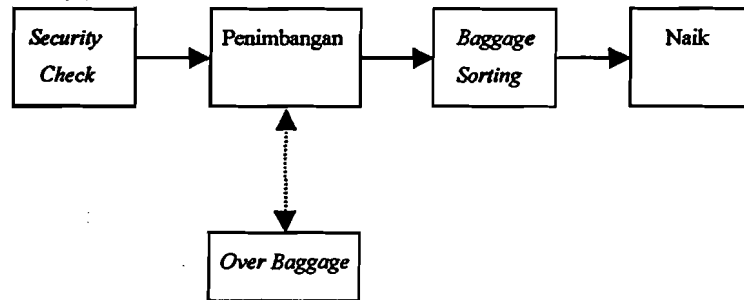 Security
Check
Penimbangan
Baggage
Sorting
Naik
Over Baggage